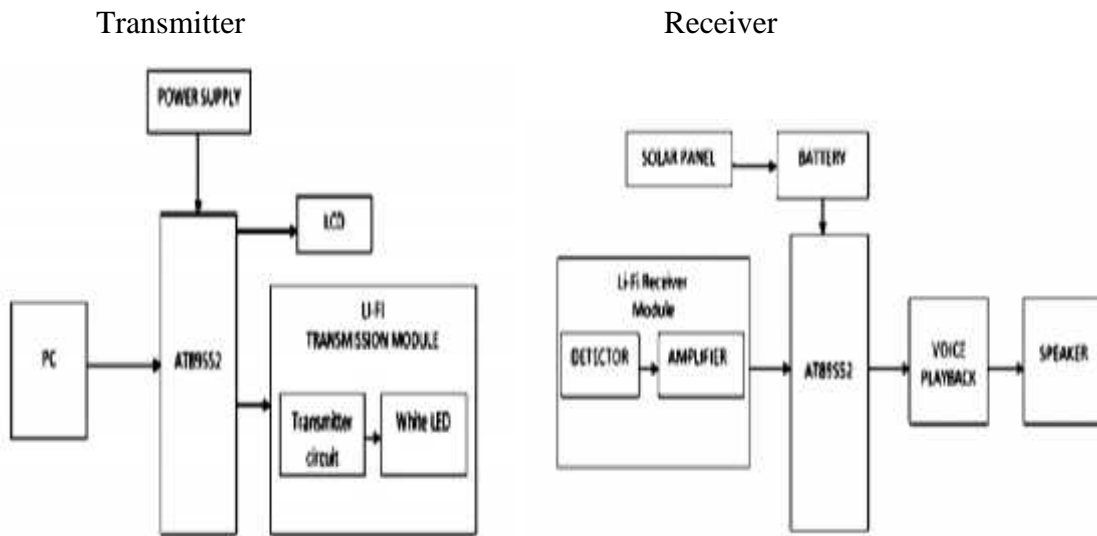 Transmitter
POWER SUPPLY
LCD
PC
AT89S52
LI-FI
TRANSMISSION MODULE
Transmitter
circuit
White LED
Receiver
SOLAR PANEL
BATTERY
Li-Fi Receiver
Module
DETECTOR
AMPLIFIER
AT89S52
VOICE
PLAYBACK
SPEAKER